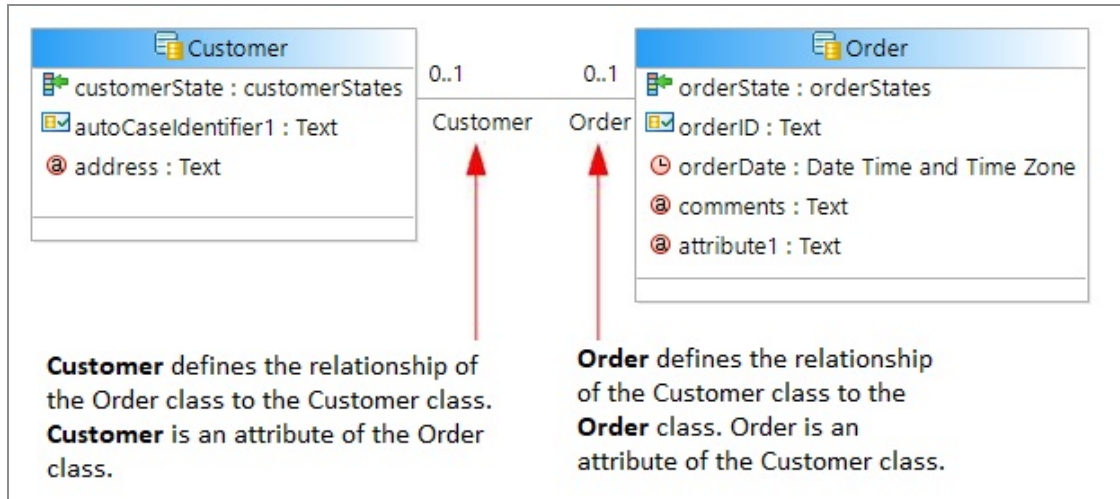 Customer
customerState : customerStates
autoCaseIdentifier1 : Text
address : Text
0..1
0..1
Customer
Order
Order
orderState : orderStates
orderID : Text
orderDate : Date Time and Time Zone
comments : Text
attribute1 : Text
Customer defines the relationship of
the Order class to the Customer class.
Customer is an attribute of the Order
class.
Order defines the relationship
of the Customer class to the
Order class. Order is an
attribute of the Customer class.